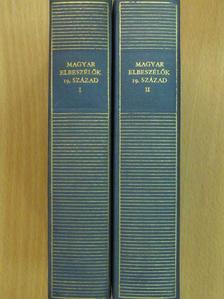 MAGYAR
ELBESZÉLŐK
19. SZÁZAD
I
MAGYAR
ELBESZÉLŐK
19. SZÁZAD
II